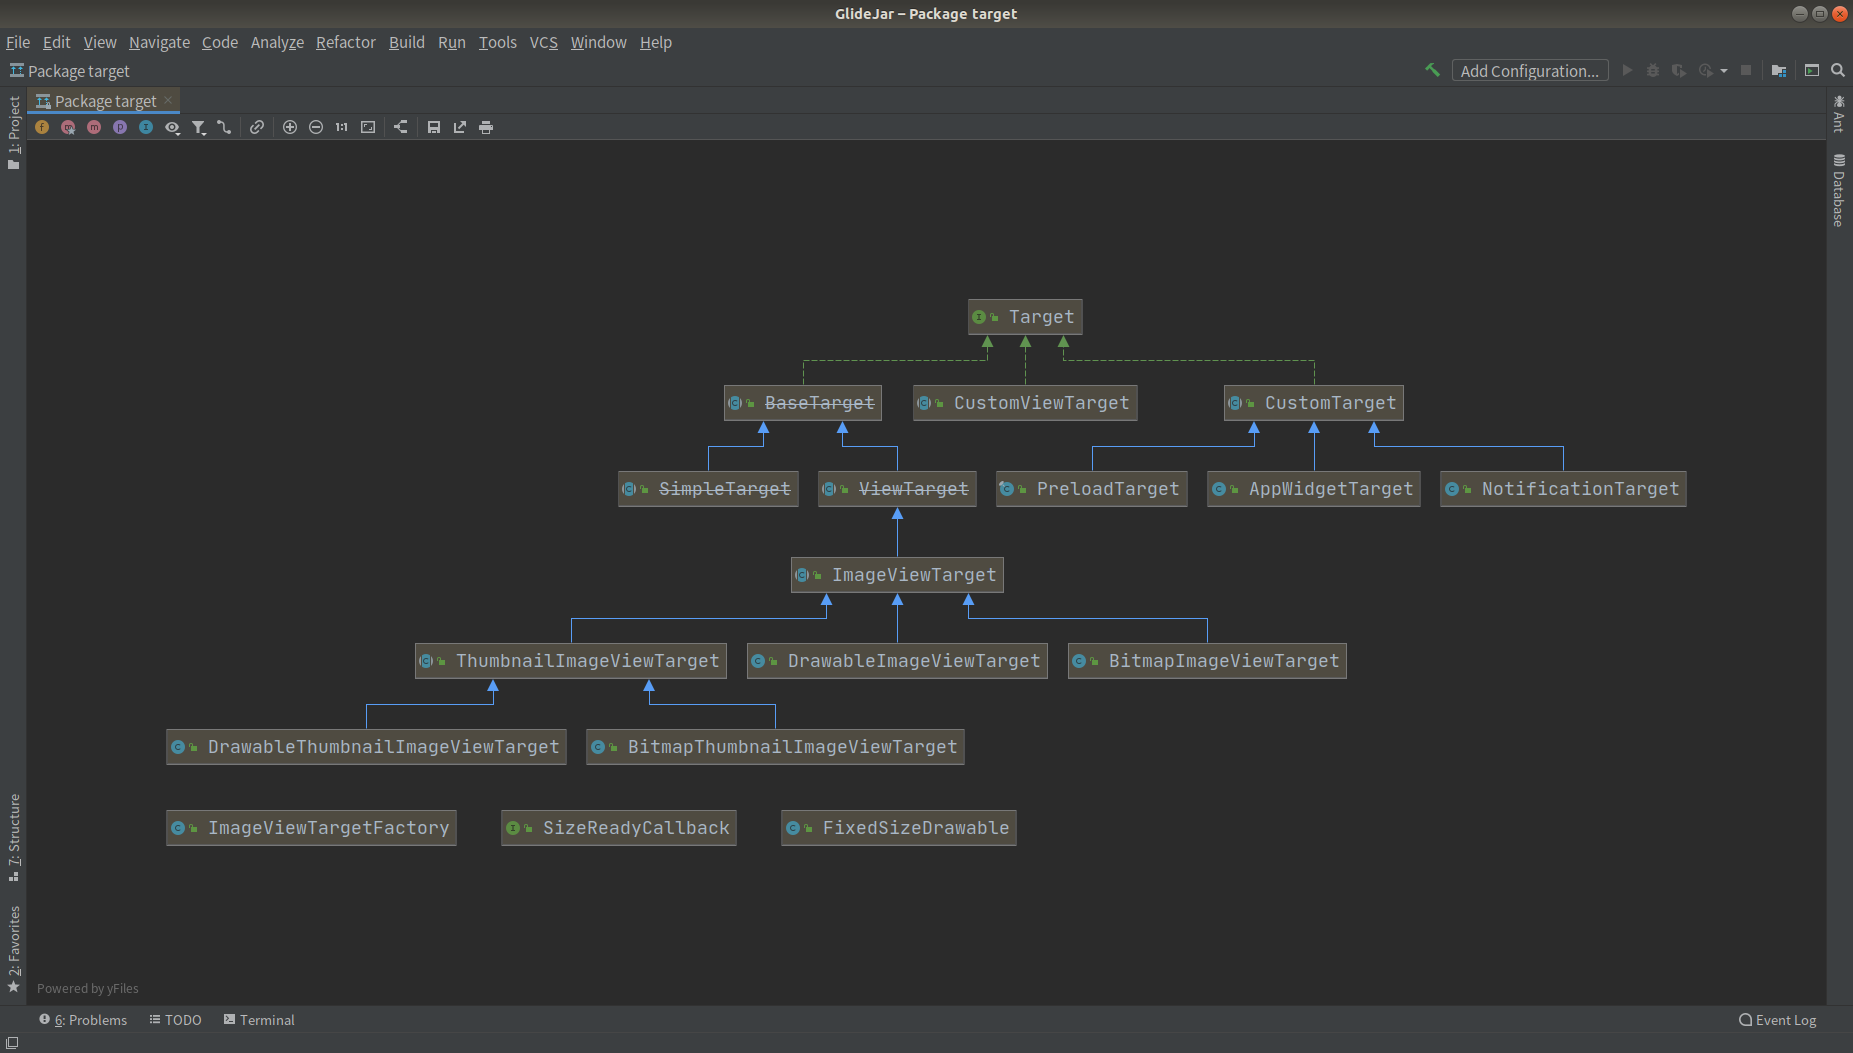 GlideJar – Package target
File Edit View Navigate Code Analyze Refactor Build Run Tools VCS Window Help
Package target
Add Configuration...
Package target
1:1
1: Project
Ant
Database
Target
BaseTarget
CustomViewTarget
CustomTarget
SimpleTarget
ViewTarget
PreloadTarget
AppWidgetTarget
NotificationTarget
ImageViewTarget
ThumbnailImageViewTarget
DrawableImageViewTarget
BitmapImageViewTarget
DrawableThumbnailImageViewTarget
BitmapThumbnailImageViewTarget
ImageViewTargetFactory
SizeReadyCallback
FixedSizeDrawable
7: Structure
2: Favorites
Powered by yFiles
6: Problems
TODO
Terminal
Event Log